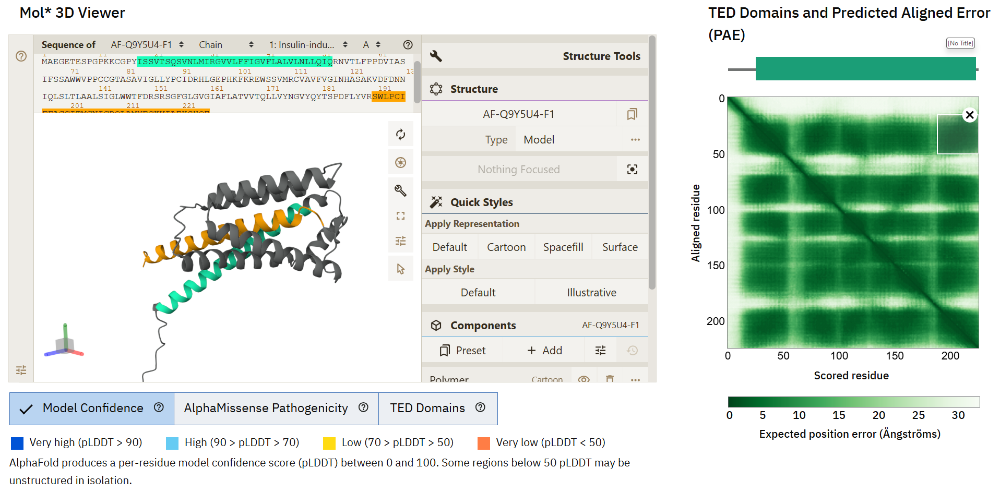 Mol* 3D Viewer
Sequence of AF-Q9Y5U4-F1 Chain 1: Insulin-indu... A
1 11 21 31 41 51 61
MAEGETESPGPKKCGPYISSVTSQSVNLMIRGVVLFFIGVFLALVLNLLQIQRNVTLFPPDVIAS
71 81 91 101 111 121 13
IFSSAWWVPPCCGTASAVIGLLYPCIDRHLGEPHKFKREWSSVMRCVAVFVGINHASAKVDFDNN
141 151 161 171 181 191
IQLSLTLAALSIGLWWTFDRSRSGFGLGVGIAFLATVVTQLLVYNGVYQYTSPDFLYVRSWLPCI
201 211 221
Structure Tools
Structure
AF-Q9Y5U4-F1
Type Model
Nothing Focused
Quick Styles
Apply Representation
Default Cartoon Spacefill Surface
Apply Style
Default Illustrative
Components AF-Q9Y5U4-F1
Preset + Add
Polymer Cartoon
Model Confidence
AlphaMissense Pathogenicity
TED Domains
Very high (pLDDT > 90) High (90 > pLDDT > 70) Low (70 > pLDDT > 50) Very low (pLDDT < 50)
AlphaFold produces a per-residue model confidence score (pLDDT) between 0 and 100. Some regions below 50 pLDDT may be
unstructured in isolation.
TED Domains and Predicted Aligned Error
(PAE)
[No Title]
0
50
100
150
200
Aligned residue
0 50 100 150 200
Scored residue
0 5 10 15 20 25 30
Expected position error (Ångströms)